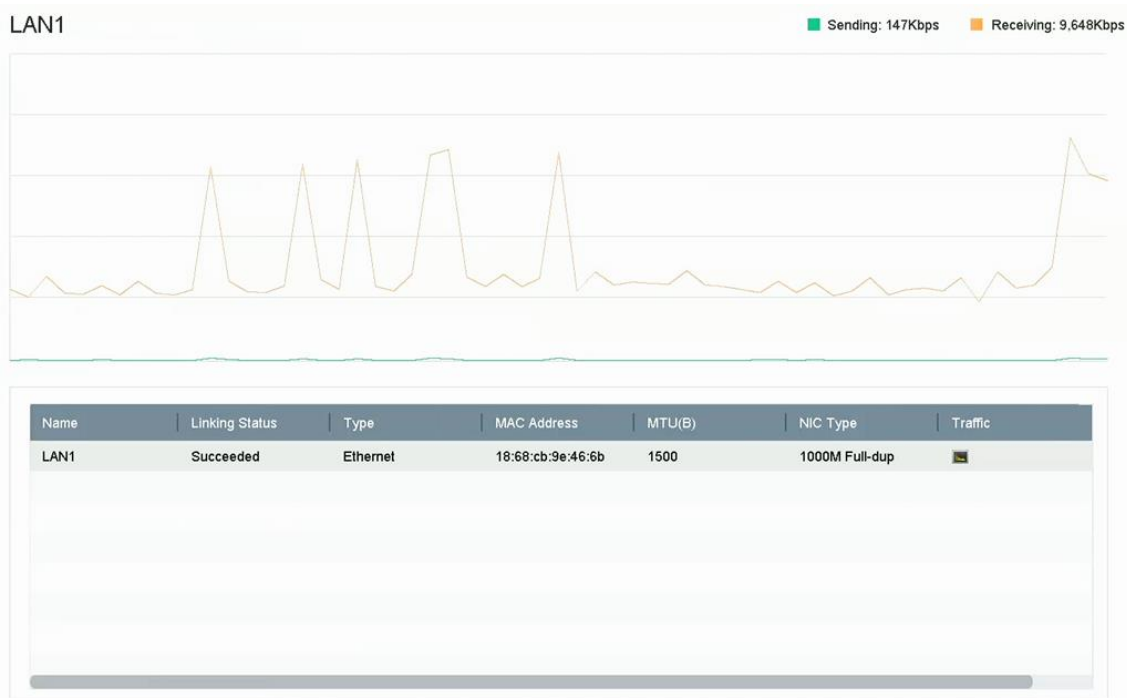 LAN1
Sending: 147Kbps Receiving: 9,648Kbps
Name Linking Status Type MAC Address MTU(B) NIC Type Traffic
LAN1 Succeeded Ethernet 18:68:cb:9e:46:6b 1500 1000M Full-dup